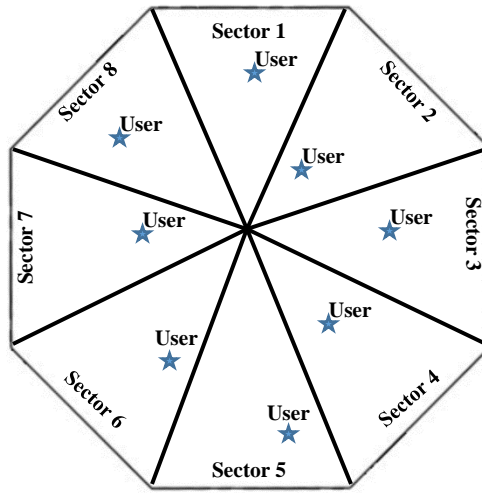 Sector 1
User
Sector 8
User
Sector 2
User
Sector 7
User
User
Sector 3
User
User
Sector 6
Sector 4
User
Sector 5